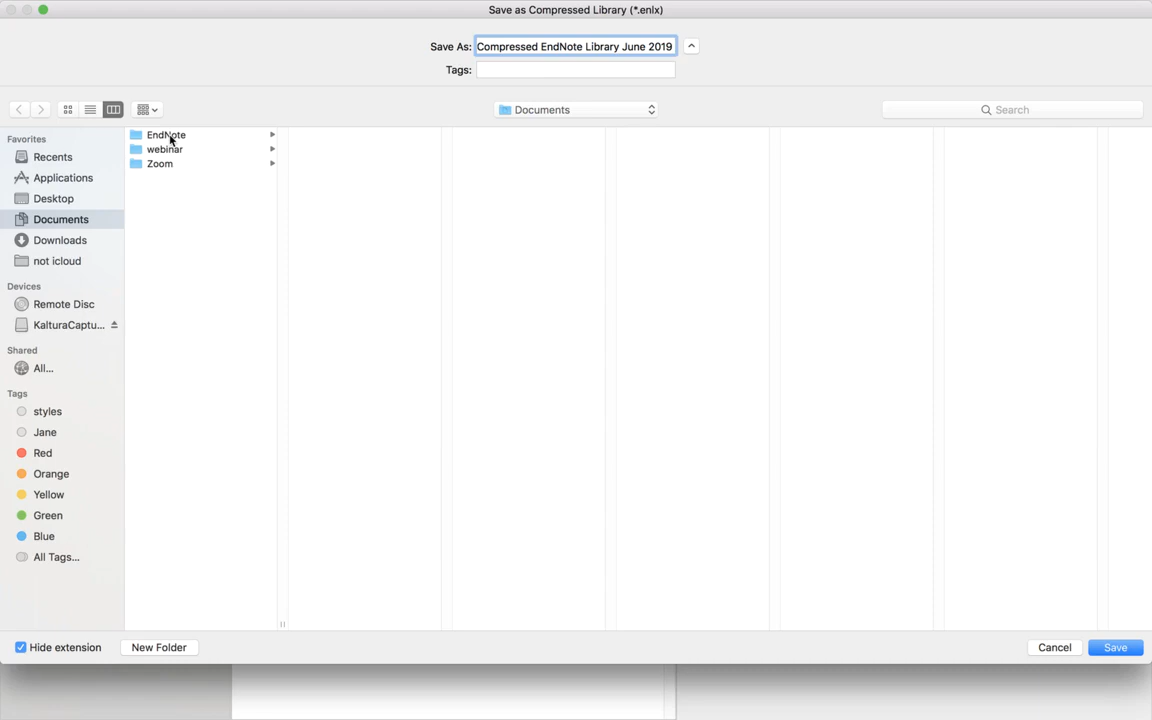 Save as Compressed Library (*.enlx)
Save As: Compressed EndNote Library June 2019
Tags:
Documents
Search
Favorites
Recents
Applications
Desktop
Documents
Downloads
not icloud
Devices
Remote Disc
KalturaCaptu...
Shared
All...
Tags
styles
Jane
Red
Orange
Yellow
Green
Blue
All Tags...
EndNote
webinar
Zoom
Hide extension
New Folder
Cancel
Save